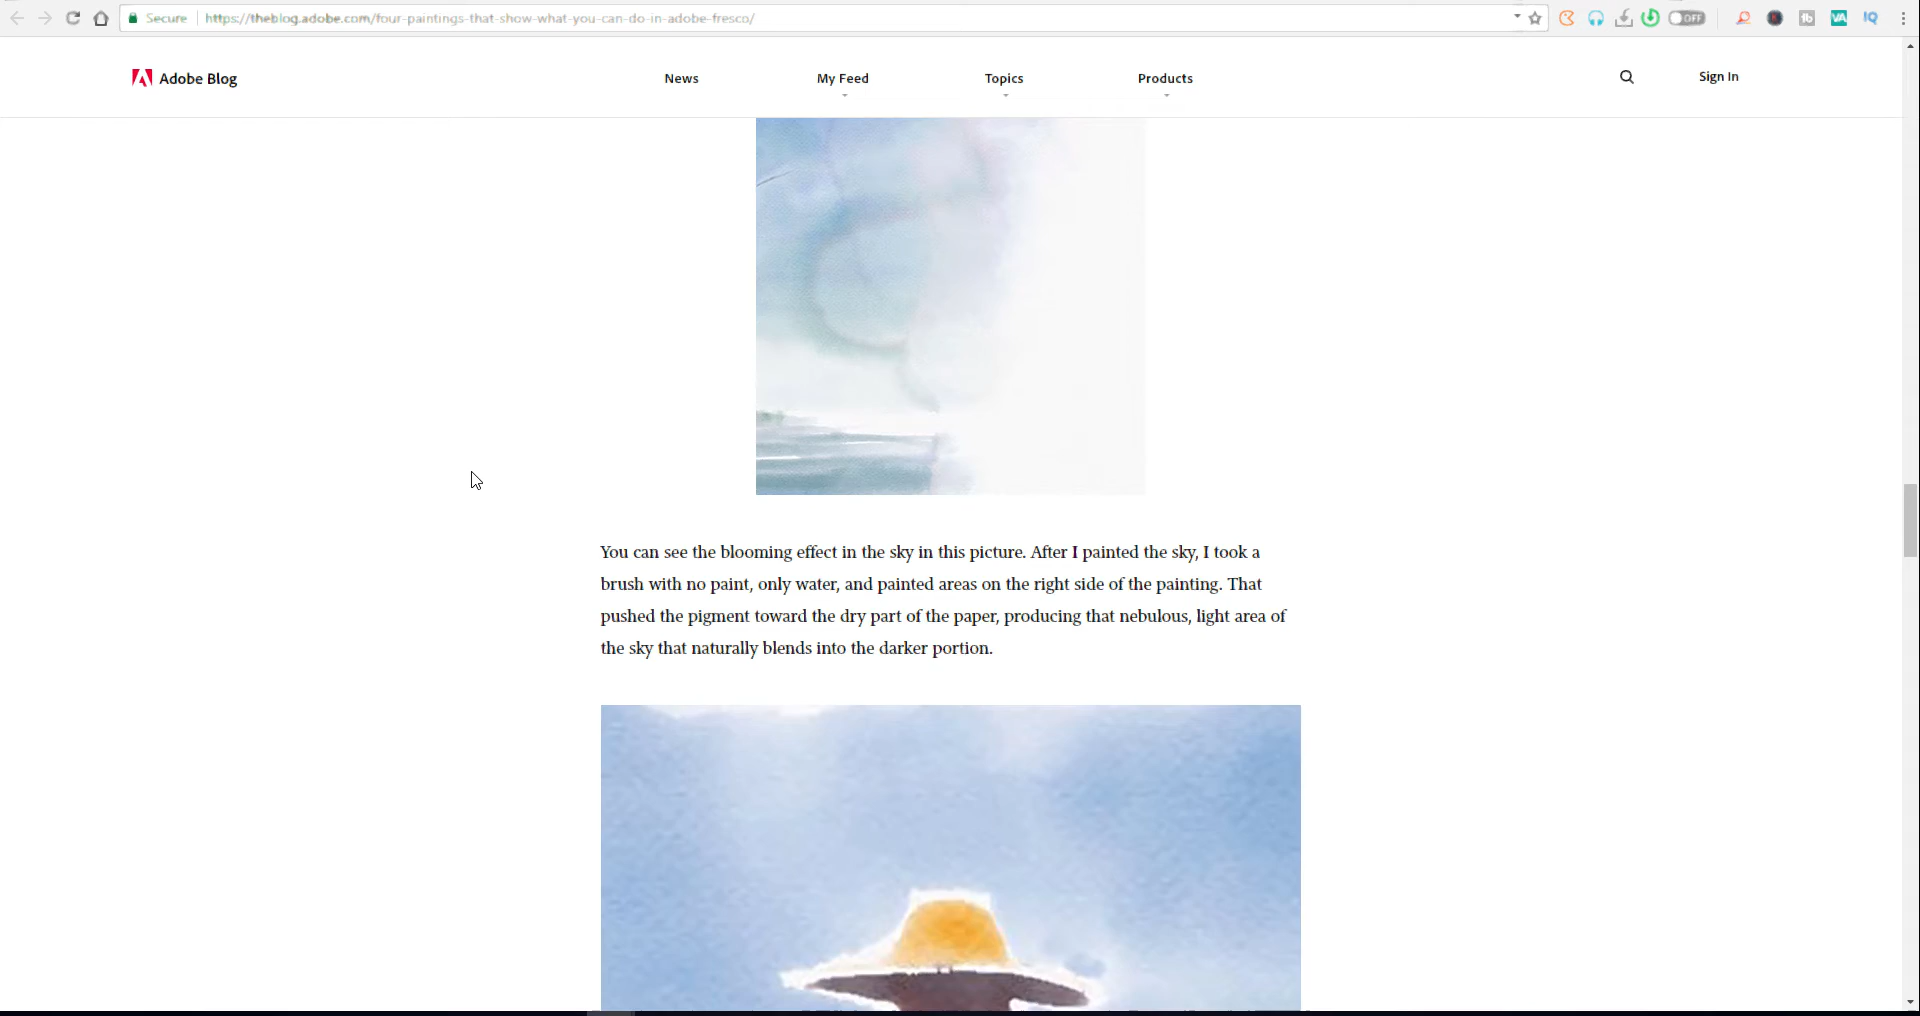 Secure https://theblog.adobe.com/four-paintings-that-show-what-you-can-do-in-adobe-fresco/
OFF
tb
VA
IQ
Adobe Blog
News
My Feed
Topics
Products
Sign In
You can see the blooming effect in the sky in this picture. After I painted the sky, I took a
brush with no paint, only water, and painted areas on the right side of the painting. That
pushed the pigment toward the dry part of the paper, producing that nebulous, light area of
the sky that naturally blends into the darker portion.